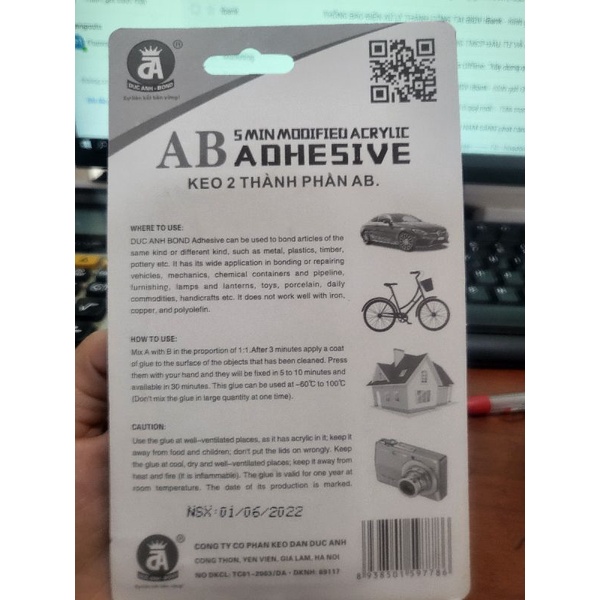 DUC ANH - BOND
AB 5 MIN MODIFIED ACRYLIC
ADHESIVE
KEO 2 THÀNH PHẦN AB.
WHERE TO USE:
DUC ANH BOND Adhesive can be used to bond articles of the
same kind or different kind, such as metal, plastics, timber,
pottery etc. It has its wide application in bonding or repairing
vehicles, mechanics, chemical containers and pipeline,
furnishing, lamps and lanterns, toys, porcelain, daily
commodities, handicrafts etc. It does not work well with iron,
copper, and polyolefin.
HOW TO USE:
Mix A with B in the proportion of 1:1.After 3 minutes apply a coat
of glue to the surface of the objects that has been cleaned. Press
them with your hand and they will be fixed in 5 to 10 minutes and
available in 30 minutes. This glue can be used at -60℃ to 100℃
(Don't mix the glue in large quantity at one time).
CAUTION:
Use the glue at well-ventilated places, as it has acrylic in it; keep it
away from food and children; don't put the lids on wrongly. Keep
the glue at cool, dry and well-ventilated places; keep it away from
heat and fire (it is inflammable). The glue is valid for one year at
room temperature. The date of its production is marked.
NSX:01/06/2022
CÔNG TY CO PHAN KEO DAN DUC ANH
CONG THON, YEN VIEN, GIA LAM, HA NOI
NO DKCL: TC01-2003/DA - DKNH: 69117
8 938501 597786